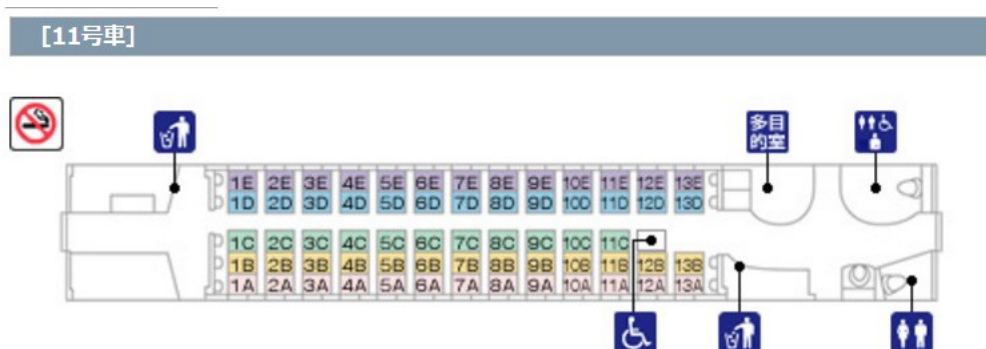 [11号車]
多目
的室
1E 2E 3E 4E 5E 6E 7E 8E 9E 10E 11E 12E 13E
1D 2D 3D 4D 5D 6D 7D 8D 9D 10D 11D 12D 13D
1C 2C 3C 4C 5C 6C 7C 8C 9C 10C 11C
1B 2B 3B 4B 5B 6B 7B 8B 9B 10B 11B 12B 13B
1A 2A 3A 4A 5A 6A 7A 8A 9A 10A 11A 12A 13A